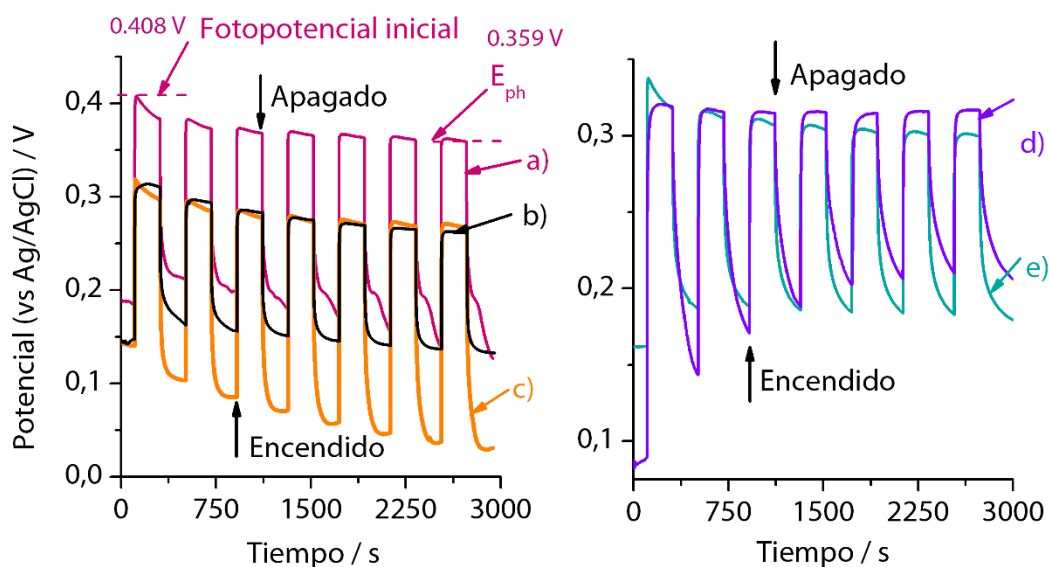 0.408 V
Fotopotencial inicial
0.359 V
E_ph
Apagado
a)
b)
c)
Encendido
0,4
0,3
0,2
0,1
0,0
Potencial (vs Ag/AgCl) / V
0 750 1500 2250 3000
Tiempo / s
Apagado
d)
e)
Encendido
0,3
0,2
0,1
0 750 1500 2250 3000
Tiempo / s